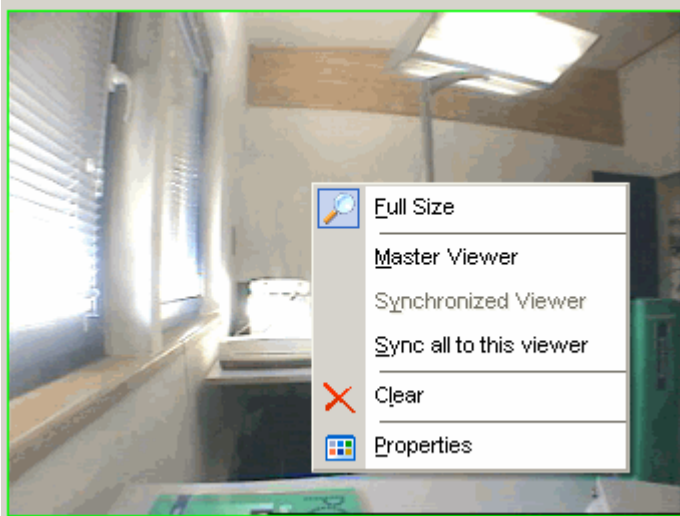 Full Size
Master Viewer
Synchronized Viewer
Sync all to this viewer
Clear
Properties